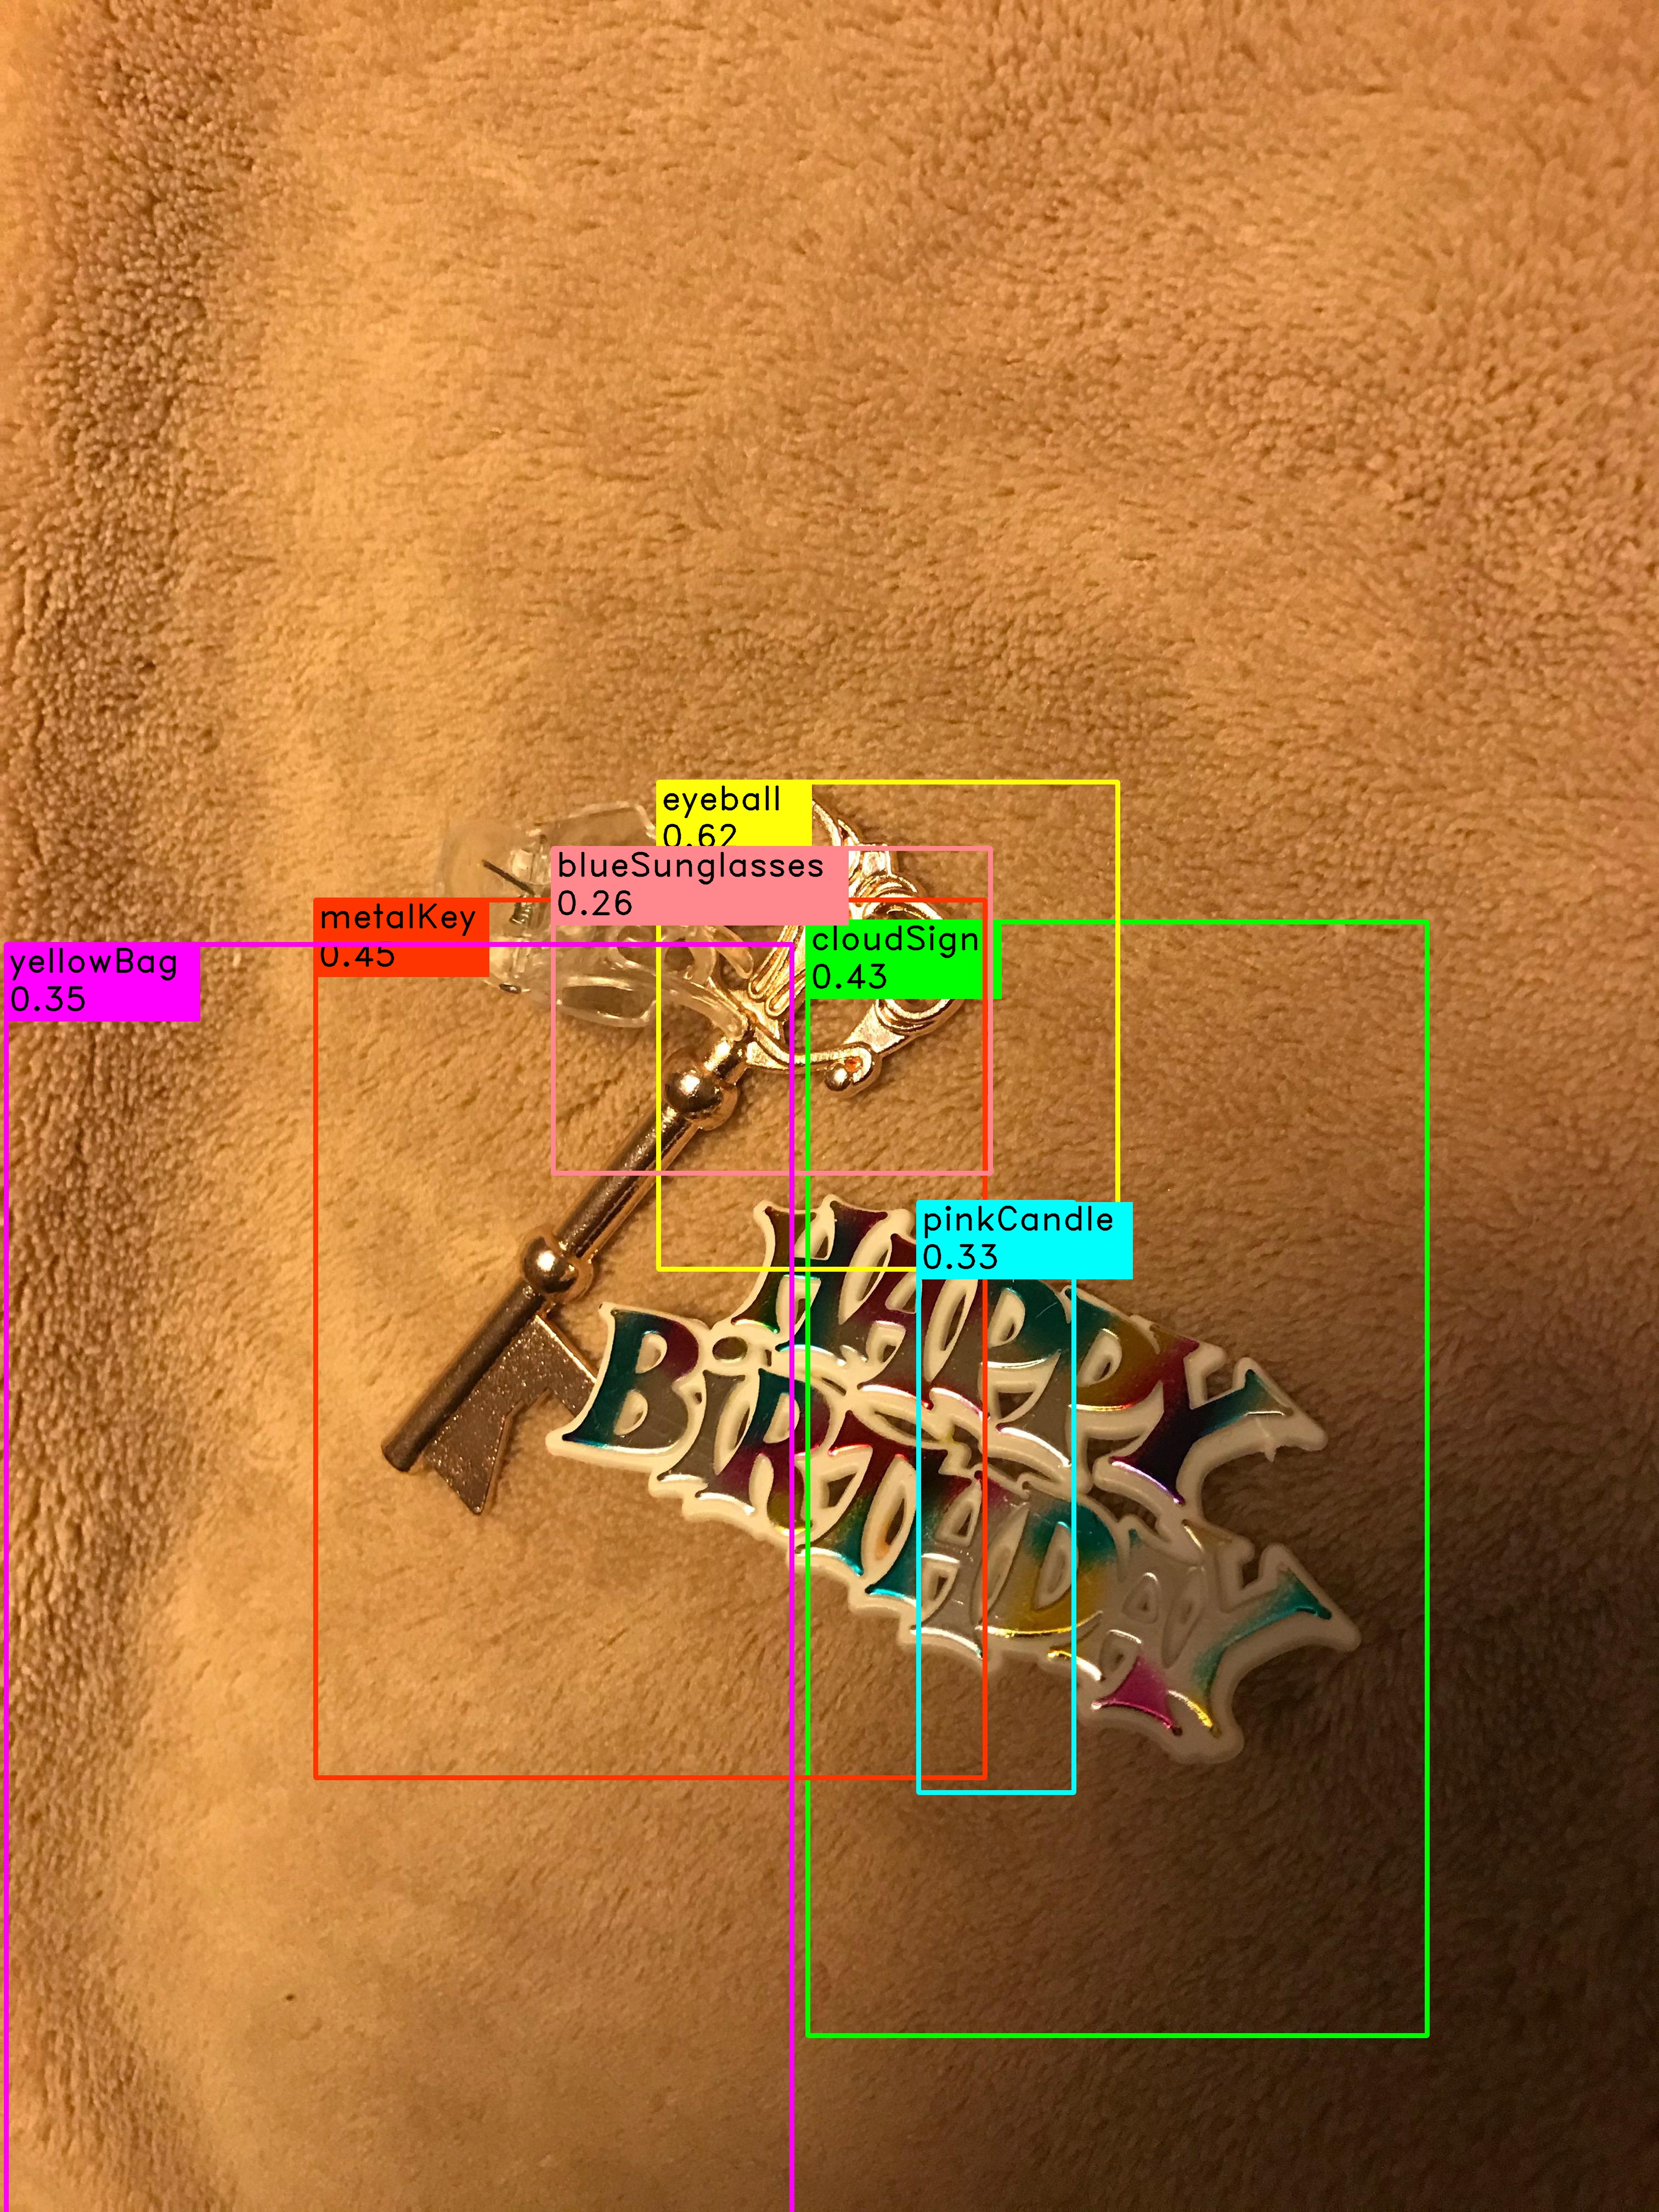 eyeball
0.62
blueSunglasses
0.26
metalKey
0.45
cloudSign
0.43
yellowBag
0.35
pinkCandle
0.33
HAPPY
BiRTHDAY